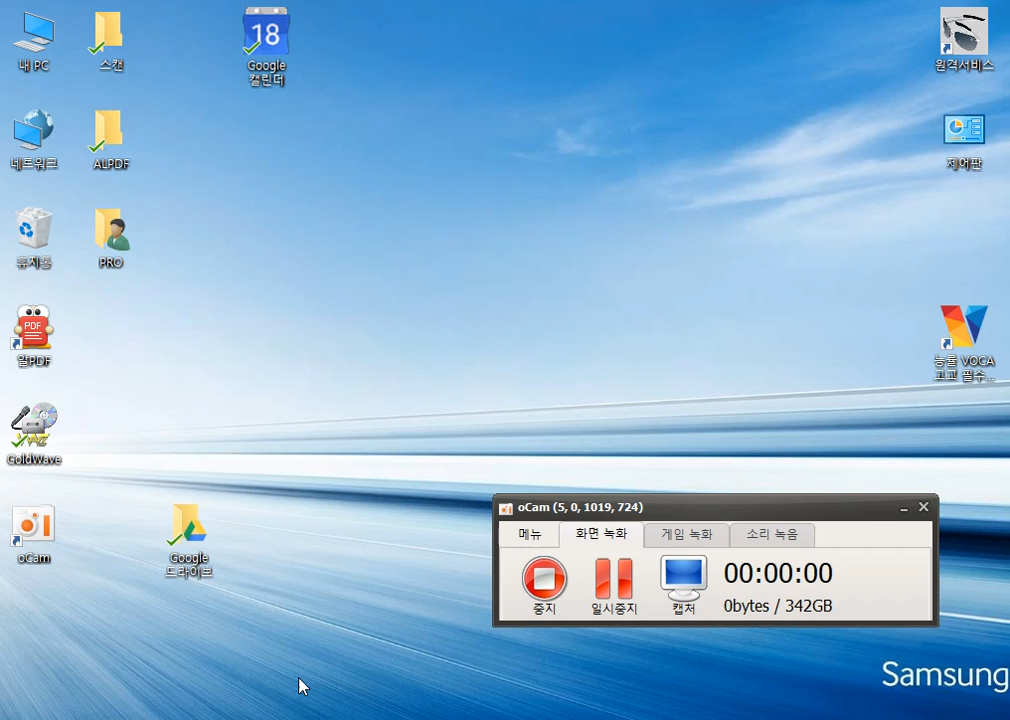 내 PC
스캔
18
Google
캘린더
원격서비스
네트워크
ALPDF
제어판
휴지통
PRO
PDF
알PDF
능률 VOCA
고교 필수...
GoldWave
oCam
Google
드라이브
oCam (5, 0, 1019, 724)
메뉴
화면 녹화
게임 녹화
소리 녹음
중지
일시중지
캡처
00:00:00
0bytes / 342GB
Samsung